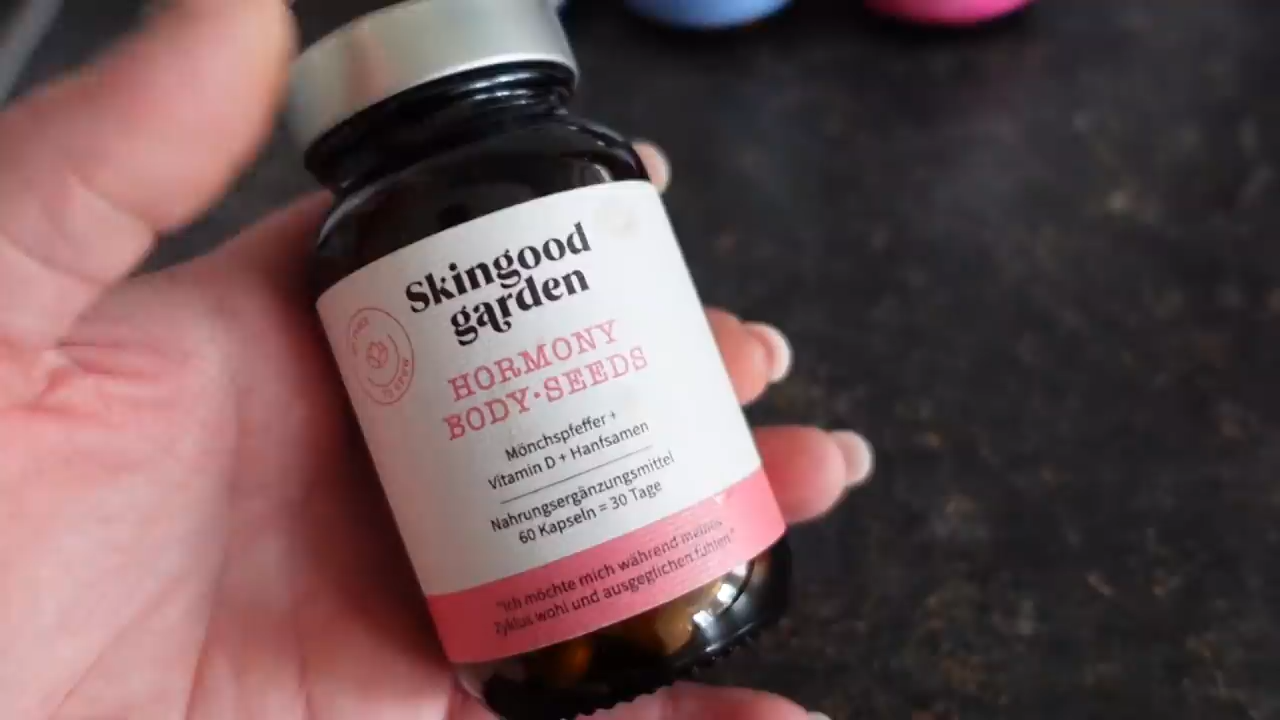 Skingood
garden
HORMONY
BODY·SEEDS
Mönchspfeffer +
Vitamin D + Hanfsamen
Nahrungsergänzungsmittel
60 Kapseln = 30 Tage
"Ich möchte mich während meines
Zyklus wohl und ausgeglichen fühlen"